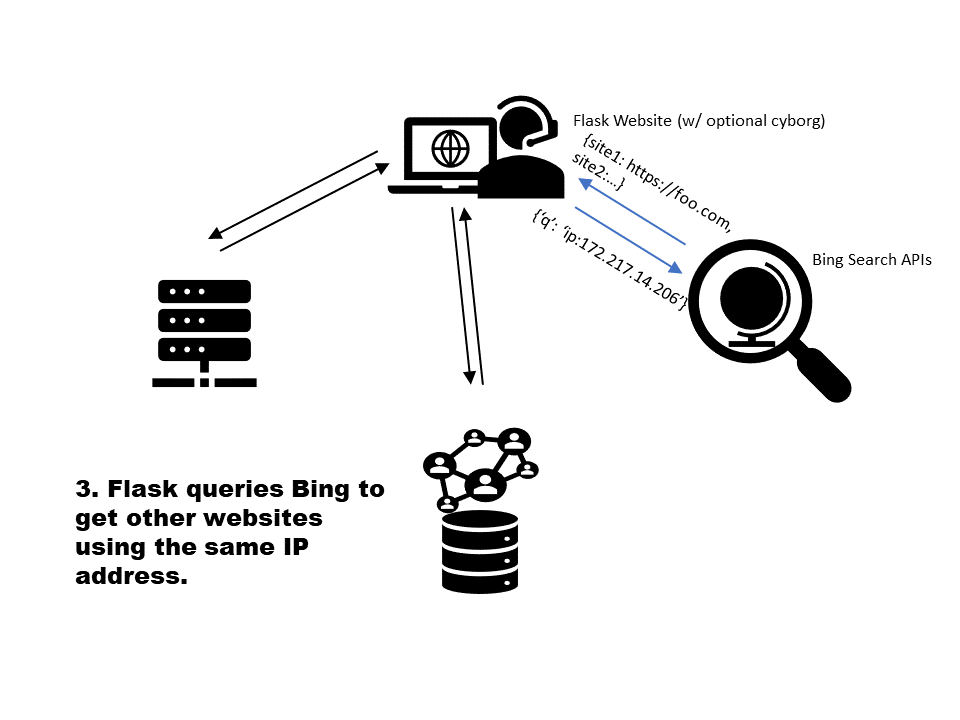 Flask Website (w/ optional cyborg)
{site1: https://foo.com,
site2:...}
{‘q’: ‘ip:172.217.14.206’}
Bing Search APIs
3. Flask queries Bing to
get other websites
using the same IP
address.